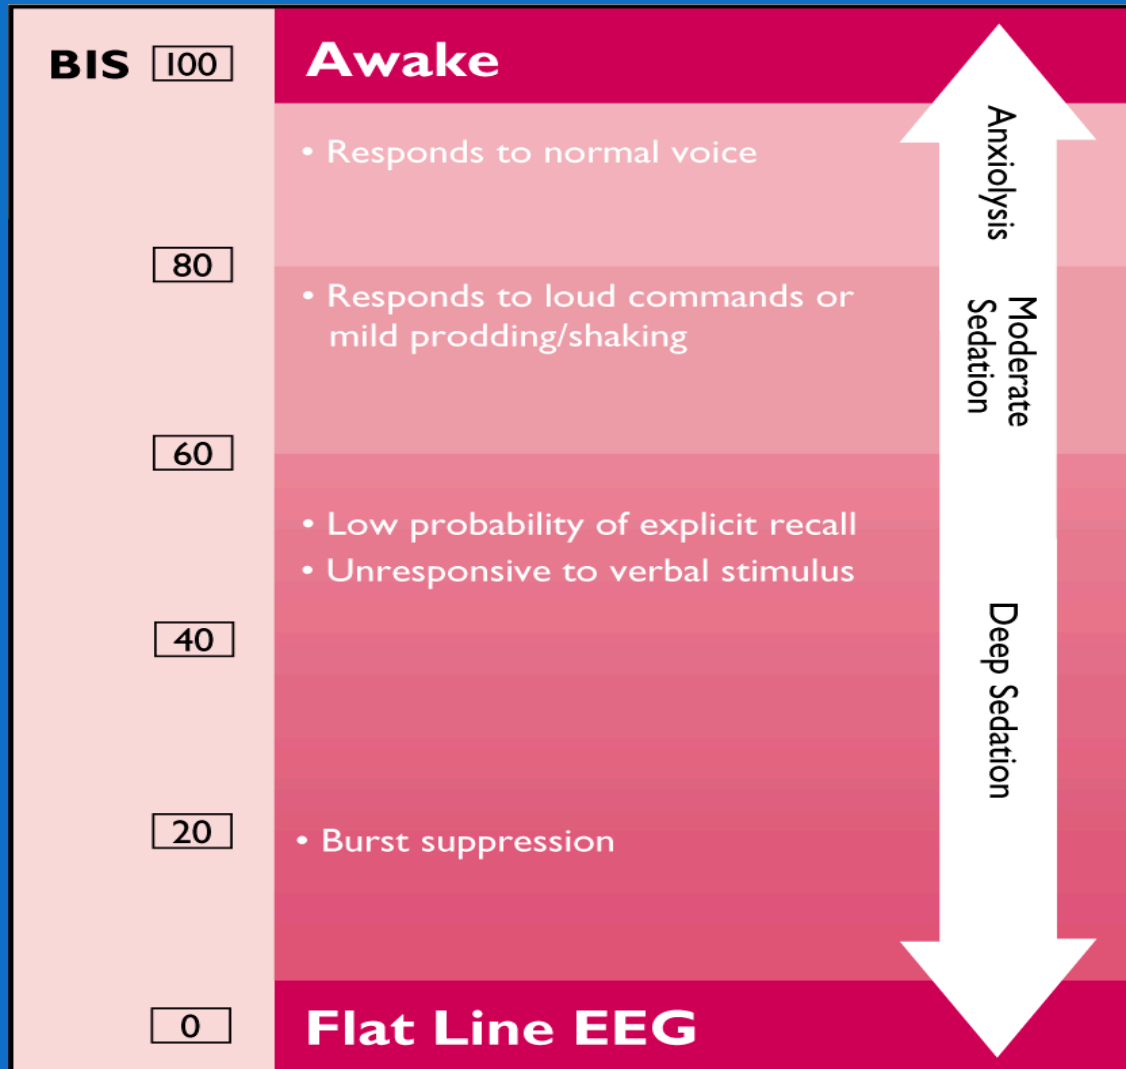 BIS 100 Awake
• Responds to normal voice
80
• Responds to loud commands or
mild prodding/shaking
60
• Low probability of explicit recall
• Unresponsive to verbal stimulus
40
20
• Burst suppression
0 Flat Line EEG
Anxiolysis
Moderate
Sedation
Deep Sedation